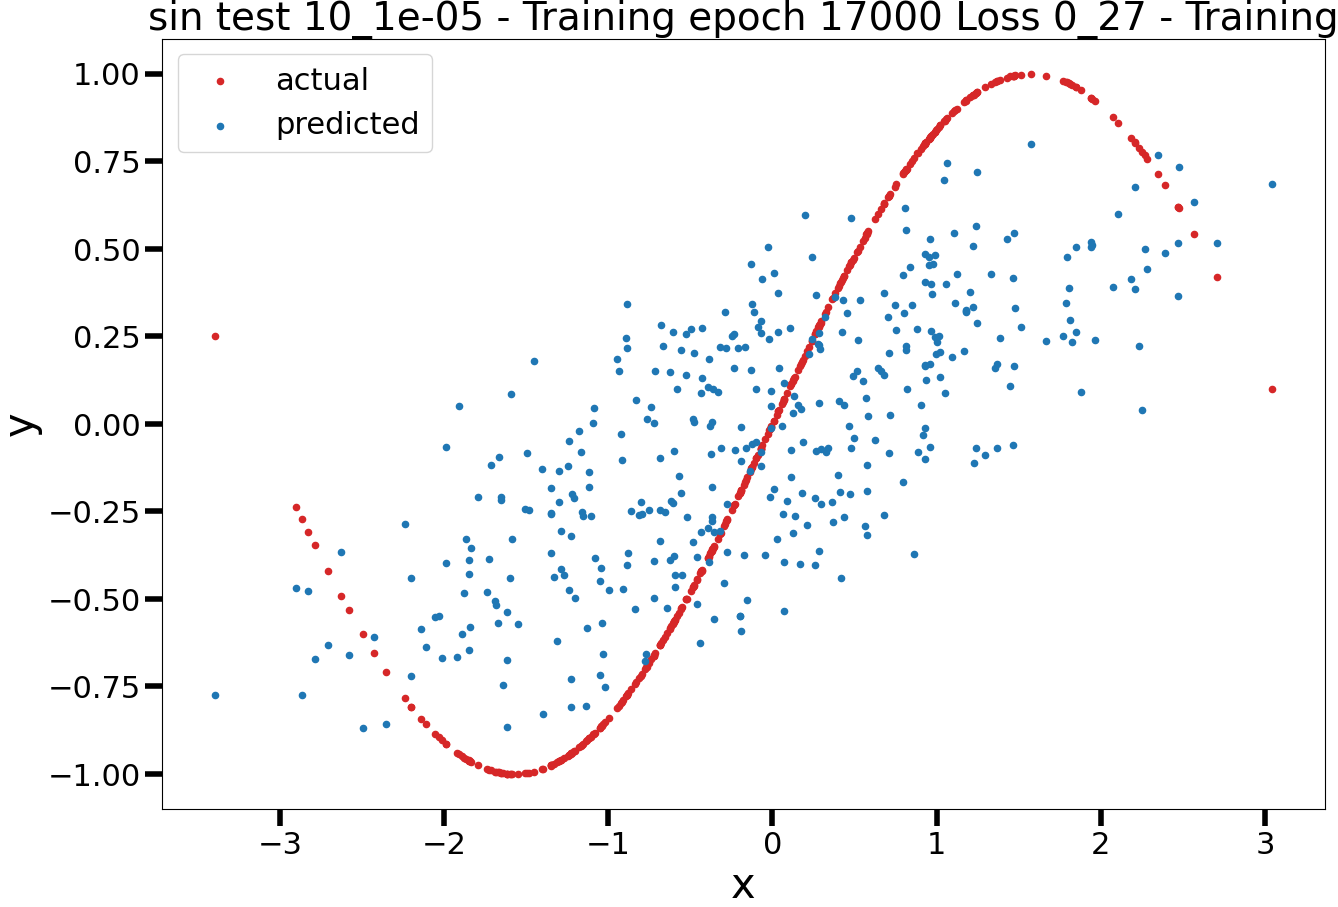 sin test 10_1e-05 - Training epoch 17000 Loss 0_27 - Training
actual
predicted
1.00
0.75
0.50
0.25
0.00
−0.25
−0.50
−0.75
−1.00
y
−3 −2 −1 0 1 2 3
x